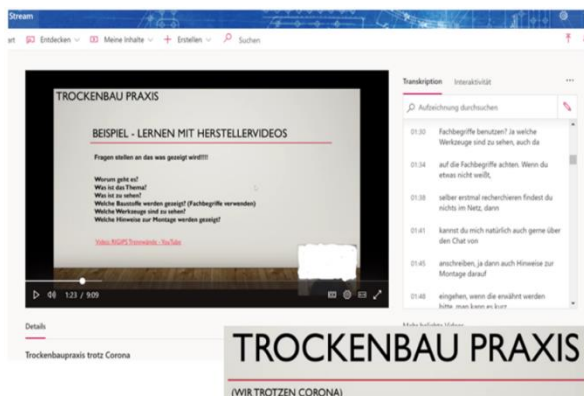 Stream
art Entdecken Meine Inhalte Erstellen Suchen
TROCKENBAU PRAXIS
BEISPIEL - LERNEN MIT HERSTELLERVIDEOS
Fragen stellen an das was gezeigt wird!!!!
Worum geht es?
Was ist das Thema?
Was ist zu sehen?
Welche Baustoffe werden gezeigt? (Fachbegriffe verwenden)
Welche Werkzeuge sind zu sehen?
Welche Hinweise zur Montage werden gezeigt?
Video: RIGIPS Trennwände - YouTube
1:23 / 9:09
Details
Trockenbaupraxis trotz Corona
Transkription Interaktivität
Aufzeichnung durchsuchen
01:30 Fachbegriffe benutzen? Ja welche
Werkzeuge sind zu sehen, auch da
01:34 auf die Fachbegriffe achten. Wenn du
etwas nicht weißt,
01:38 selber erstmal recherchieren findest du
nichts im Netz, dann
01:41 kannst du mich natürlich auch gerne über
den Chat von
01:45 anschreiben, ja dann auch Hinweise zur
Montage darauf
01:48 eingehen, wenn die erwähnt werden
bitte, man kann es kurz
Mehr beliebte Videos
TROCKENBAU PRAXIS
(WIR TROTZEN CORONA)